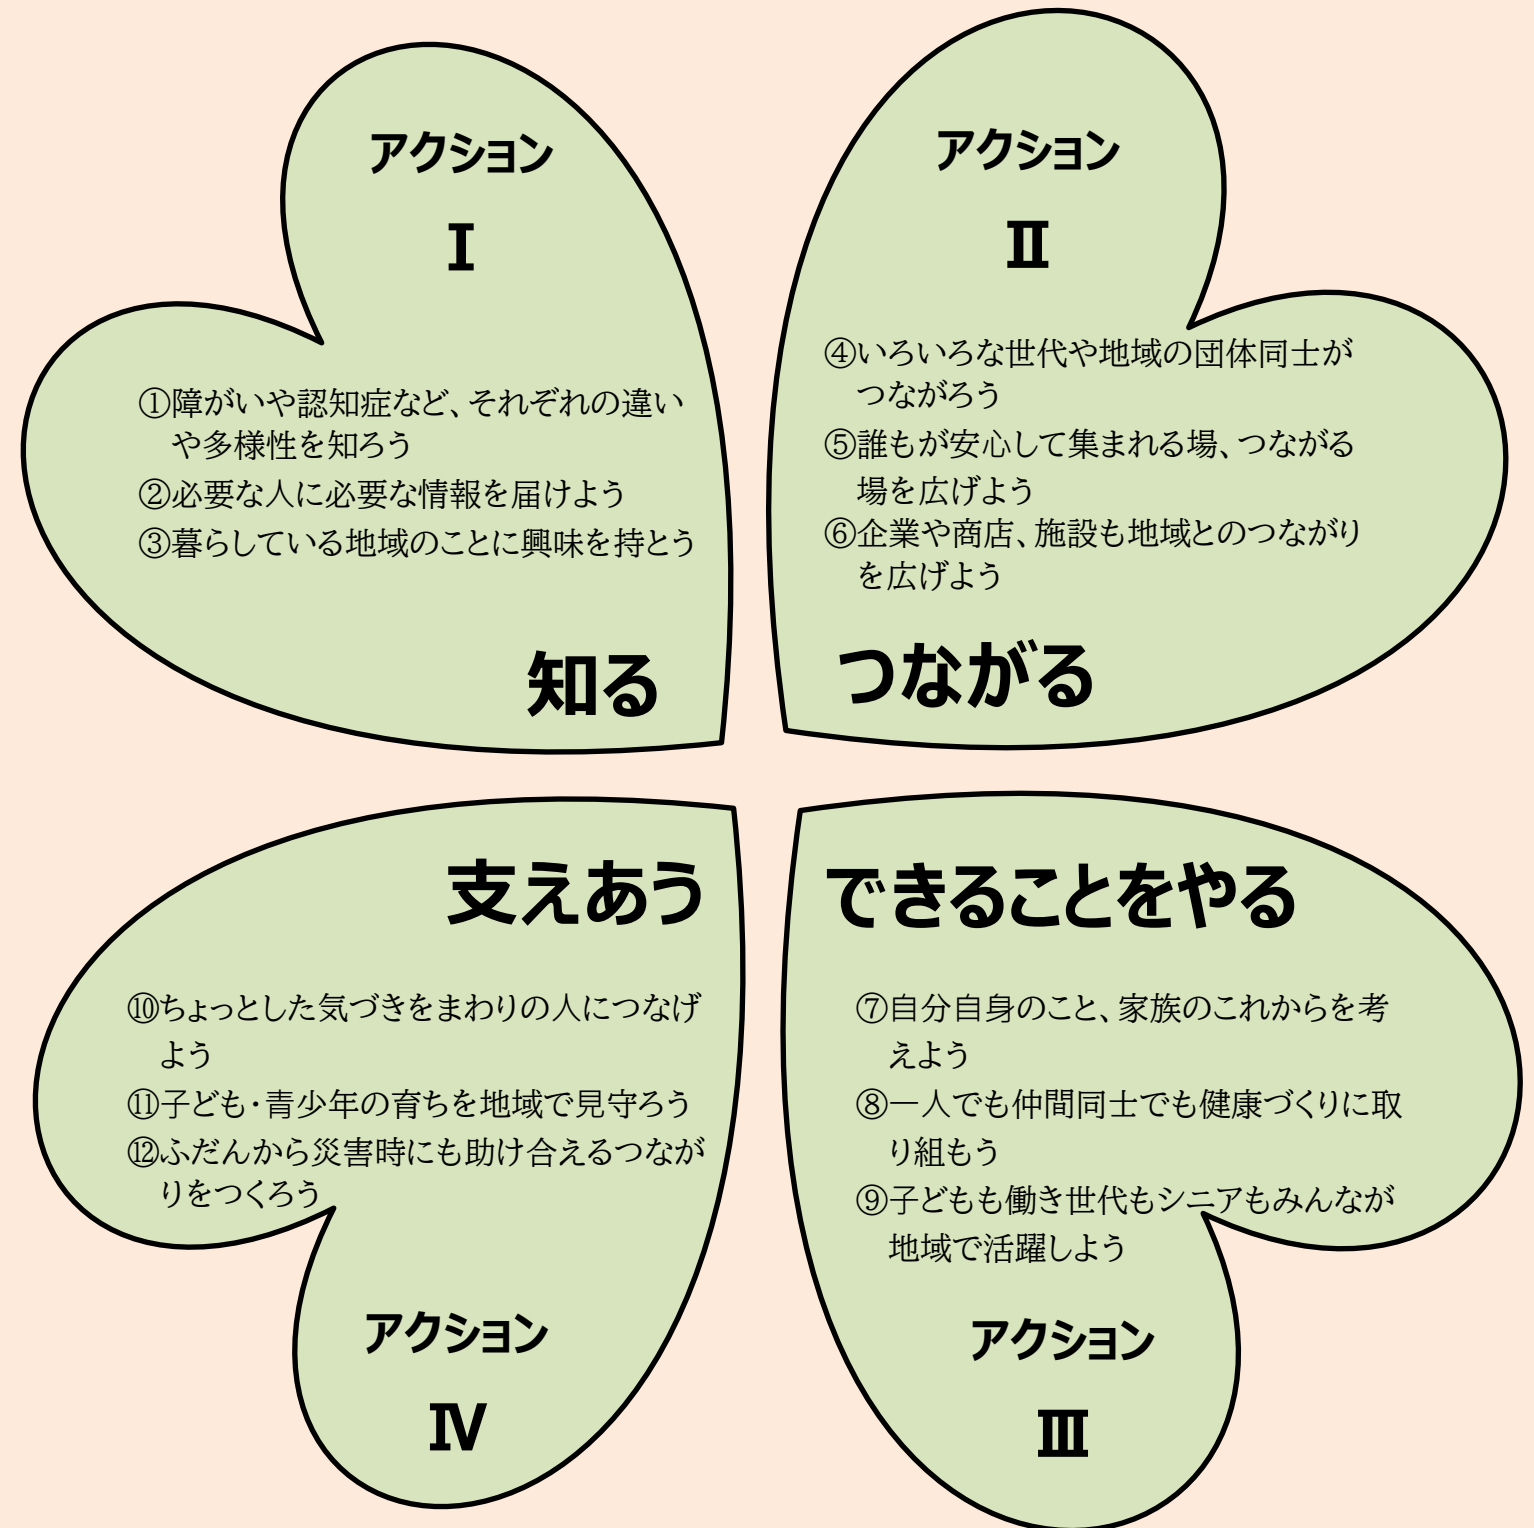 アクション
Ⅰ
①障がいや認知症など、それぞれの違い
や多様性を知ろう
②必要な人に必要な情報を届けよう
③暮らしている地域のことに興味を持とう
知る
アクション
Ⅱ
④いろいろな世代や地域の団体同士が
つながろう
⑤誰もが安心して集まれる場、つながる
場を広げよう
⑥企業や商店、施設も地域とのつながり
を広げよう
つながる
支えあう
⑩ちょっとした気づきをまわりの人につなげ
よう
⑪子ども・青少年の育ちを地域で見守ろう
⑫ふだんから災害時にも助け合えるつなが
りをつくろう
アクション
Ⅳ
できることをやる
⑦自分自身のこと、家族のこれからを考
えよう
⑧一人でも仲間同士でも健康づくりに取
り組もう
⑨子どもも働き世代もシニアもみんなが
地域で活躍しよう
アクション
Ⅲ